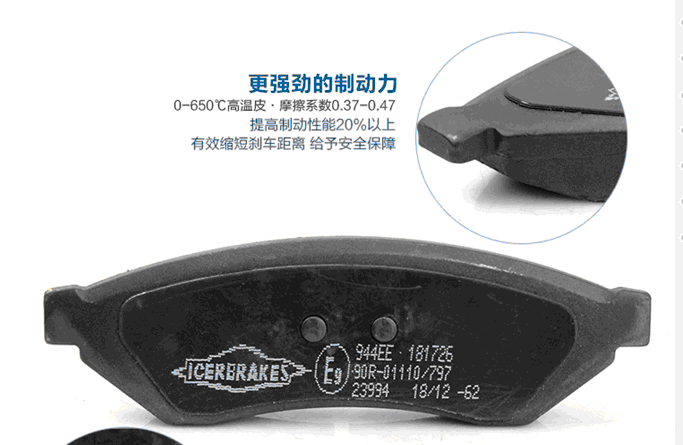 更强劲的制动力
0-650℃高温皮·摩擦系数0.37-0.47
提高制动性能20%以上
有效缩短刹车距离 给予安全保障
ICERBRAKES
E9
944EE · 181726
90R-01110/797
23994 18/12 -62